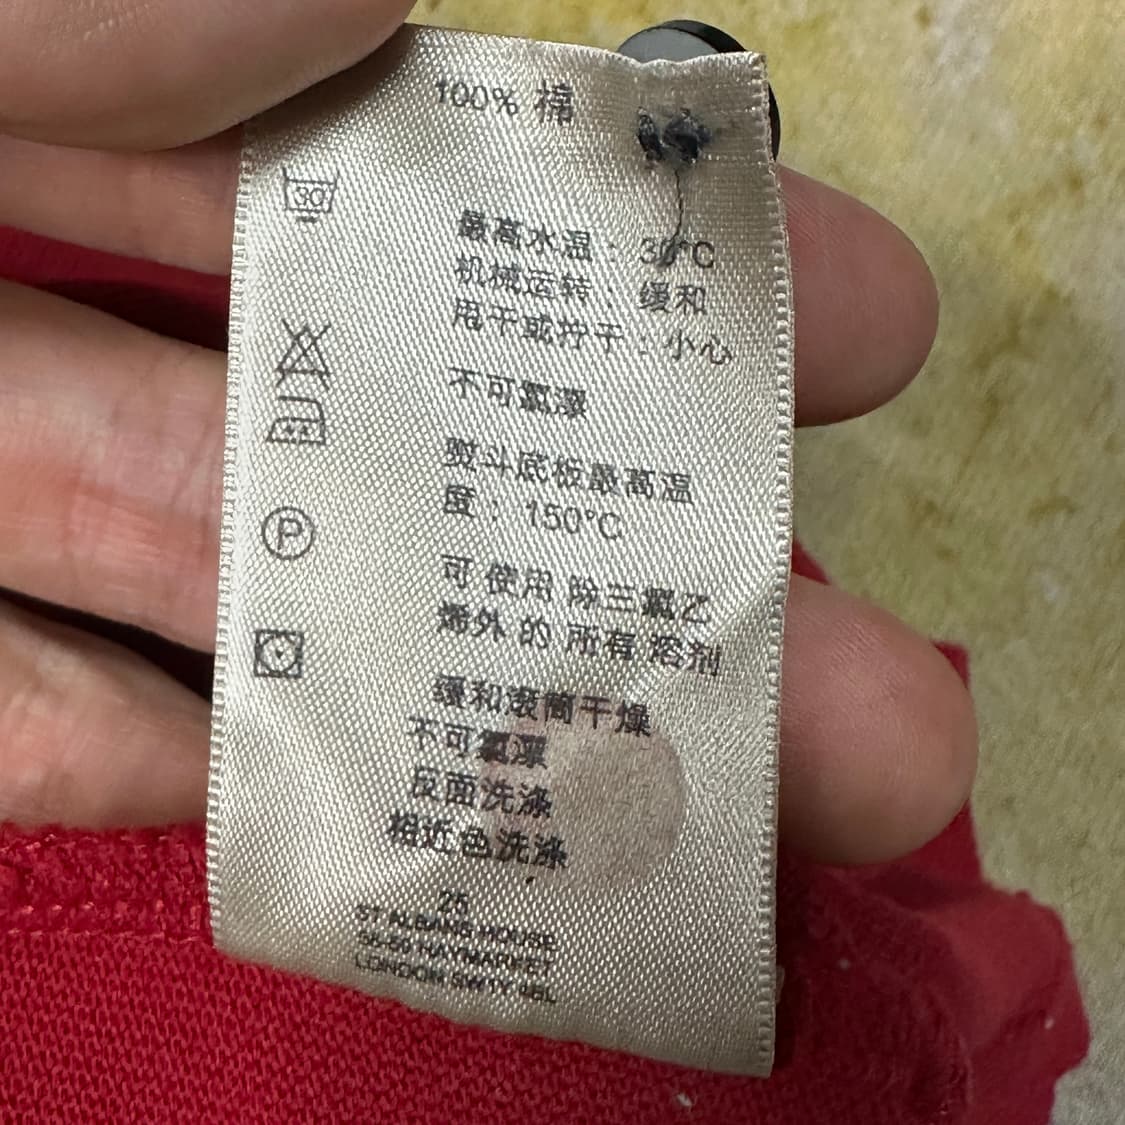 100% 棉
30
最高水温：30°C
机械运转：缓和
甩干或拧干：小心
不可氯漂
熨斗底板最高温
度：150°C
P
可使用除三氯乙
烯外的所有溶剂
缓和滚筒干燥
不可氯漂
反面洗涤
相近色洗涤
25
ST ALBANS HOUSE
HAYMARKET
LONDON SW1Y